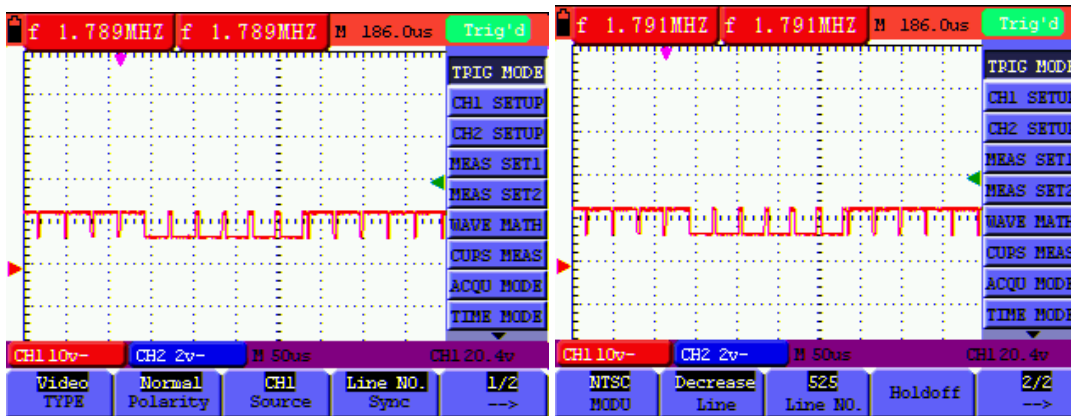 f 1.789MHZ f 1.789MHZ M 186.0us Trig'd
TRIG MODE
CH1 SETUP
CH2 SETUP
MEAS SET1
MEAS SET2
WAVE MATH
CURS MEAS
ACQU MODE
TIME MODE
CH1 10v- CH2 2v- M 50us CH1 20.4v
Video Normal CH1 Line NO. 1/2
TYPE Polarity Source Sync -->
f 1.791MHZ f 1.791MHZ M 186.0us Trig'd
TRIG MODE
CH1 SETUP
CH2 SETUP
MEAS SET1
MEAS SET2
WAVE MATH
CURS MEAS
ACQU MODE
TIME MODE
CH1 10v- CH2 2v- M 50us CH1 20.4v
NTSC Decrease 525 Holdoff 2/2
MODU Line Line NO. -->